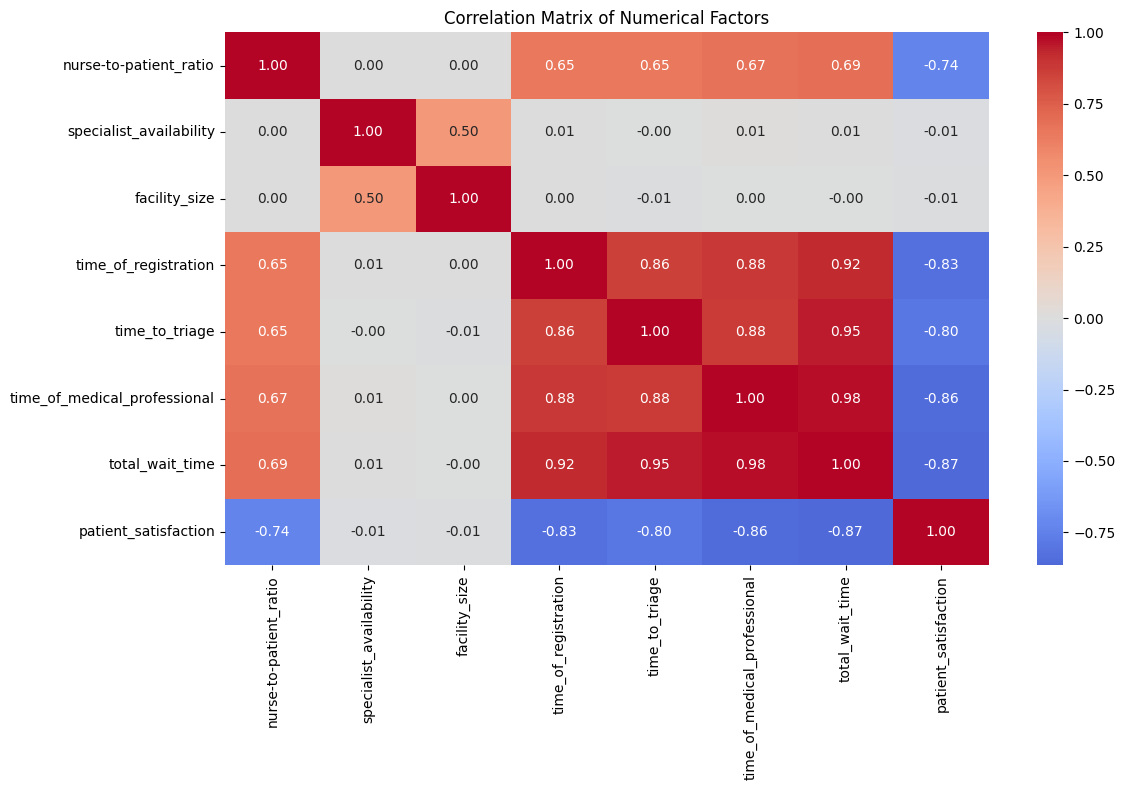 Correlation Matrix of Numerical Factors
nurse-to-patient_ratio 1.00 0.00 0.00 0.65 0.65 0.67 0.69 -0.74
specialist_availability 0.00 1.00 0.50 0.01 -0.00 0.01 0.01 -0.01
facility_size 0.00 0.50 1.00 0.00 -0.01 0.00 -0.00 -0.01
time_of_registration 0.65 0.01 0.00 1.00 0.86 0.88 0.92 -0.83
time_to_triage 0.65 -0.00 -0.01 0.86 1.00 0.88 0.95 -0.80
time_of_medical_professional 0.67 0.01 0.00 0.88 0.88 1.00 0.98 -0.86
total_wait_time 0.69 0.01 -0.00 0.92 0.95 0.98 1.00 -0.87
patient_satisfaction -0.74 -0.01 -0.01 -0.83 -0.80 -0.86 -0.87 1.00
nurse-to-patient_ratio
specialist_availability
facility_size
time_of_registration
time_to_triage
time_of_medical_professional
total_wait_time
patient_satisfaction
1.00
0.75
0.50
0.25
0.00
−0.25
−0.50
−0.75